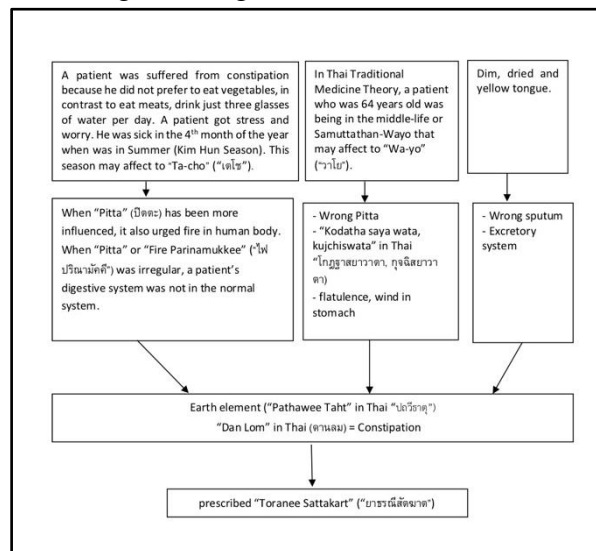 A patient was suffered from constipation
because he did not prefer to eat vegetables, in
contrast to eat meats, drink just three glasses
of water per day. A patient got stress and
worry. He was sick in the 4th month of the year
when was in Summer (Kim Hun Season). This
season may affect to "Ta-cho" ("เตโช").
In Thai Traditional
Medicine Theory, a patient
who was 64 years old was
being in the middle-life or
Samuttathan-Wayo that
may affect to "Wa-yo"
("วาโย").
Dim, dried and
yellow tongue.
When "Pitta" (ปิตตะ) has been more
influenced, it also urged fire in human body.
When "Pitta" or "Fire Parinamukkee" ("ไฟ
ปริณามัคคี") was irregular, a patient's
digestive system was not in the normal
system.
- Wrong Pitta
- "Kodatha saya wata,
kujchiswata" in Thai
"โกฏฐาสยาวาตา, กุจฉิสยาวา
ตา)
- flatulence, wind in
stomach
- Wrong sputum
- Excretory
system
Earth element ("Pathawee Taht" in Thai "ปถวีธาตุ")
"Dan Lom" in Thai (ดานลม) = Constipation
prescribed "Toranee Sattakart" ("ยาธรณีสัตฆาต")